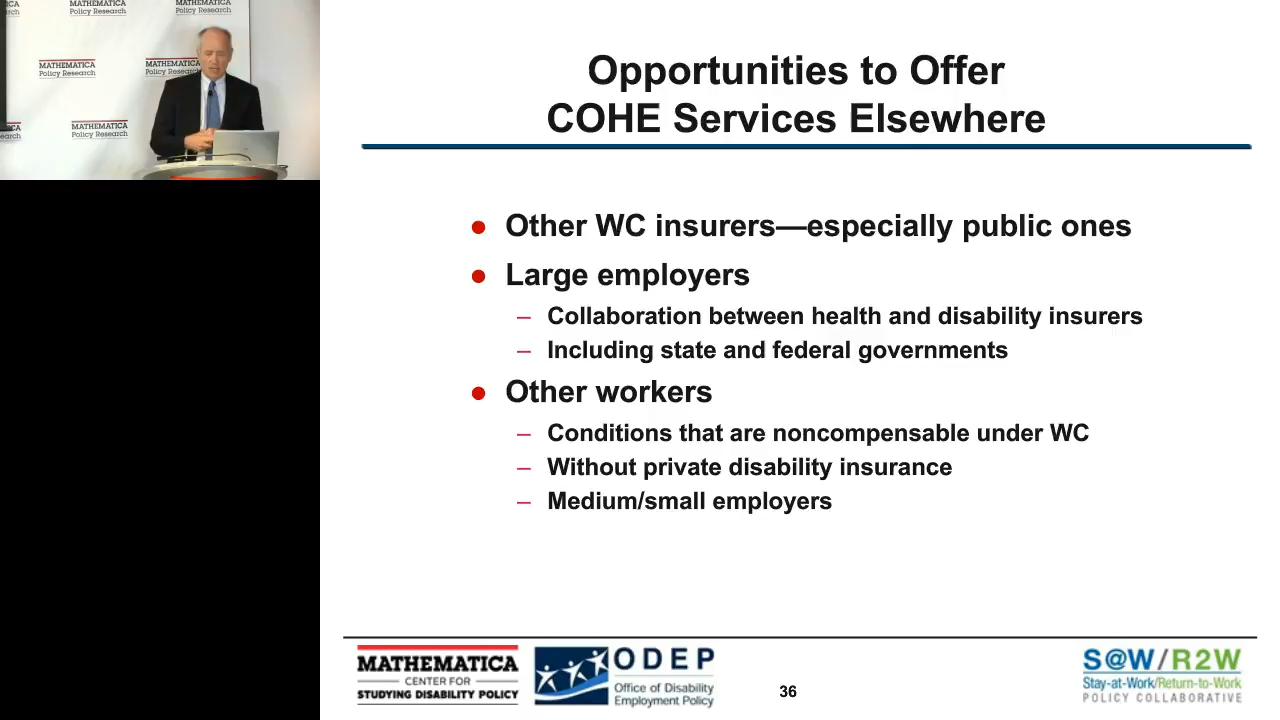 MATHEMATICA
Policy Research
MATHEMATICA
Policy Research
MATHEMATICA
Policy Research
MATHEMATICA
Policy Research
MATHEMATICA
Policy Research
Opportunities to Offer
COHE Services Elsewhere
● Other WC insurers—especially public ones
● Large employers
– Collaboration between health and disability insurers
– Including state and federal governments
● Other workers
– Conditions that are noncompensable under WC
– Without private disability insurance
– Medium/small employers
MATHEMATICA
CENTER FOR
STUDYING DISABILITY POLICY
ODEP
Office of Disability
Employment Policy
36
S@W/R2W
Stay-at-Work/Return-to-Work
POLICY COLLABORATIVE